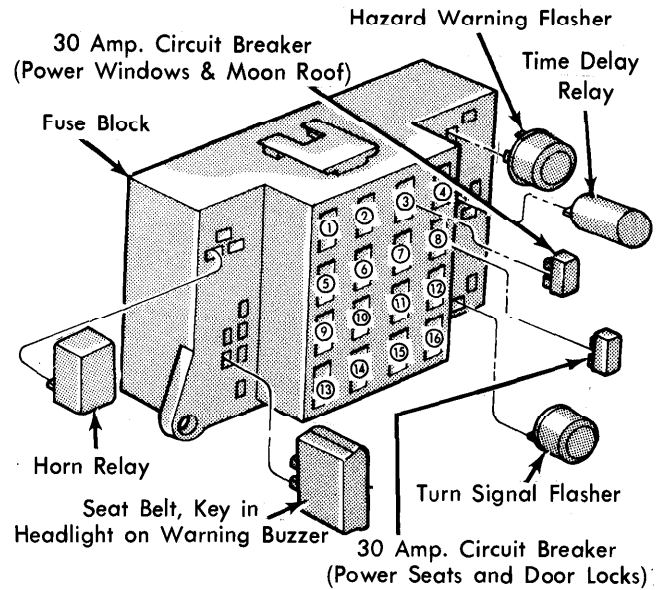 Hazard Warning Flasher
30 Amp. Circuit Breaker
(Power Windows & Moon Roof)
Time Delay
Relay
Fuse Block
1 2 3 4
5 6 7 8
9 10 11 12
13 14 15 16
Horn Relay
Seat Belt, Key in
Headlight on Warning Buzzer
Turn Signal Flasher
30 Amp. Circuit Breaker
(Power Seats and Door Locks)